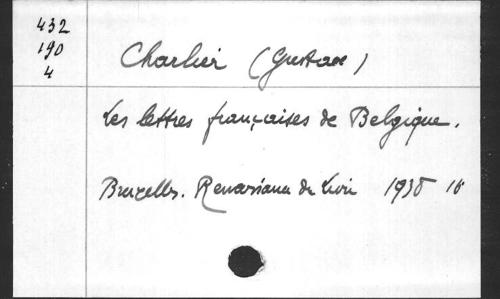 432
190
4
Charlier (Gustave)
Les lettres françaises de Belgique.
Bruxelles. Renaissance du Livre 1938 16